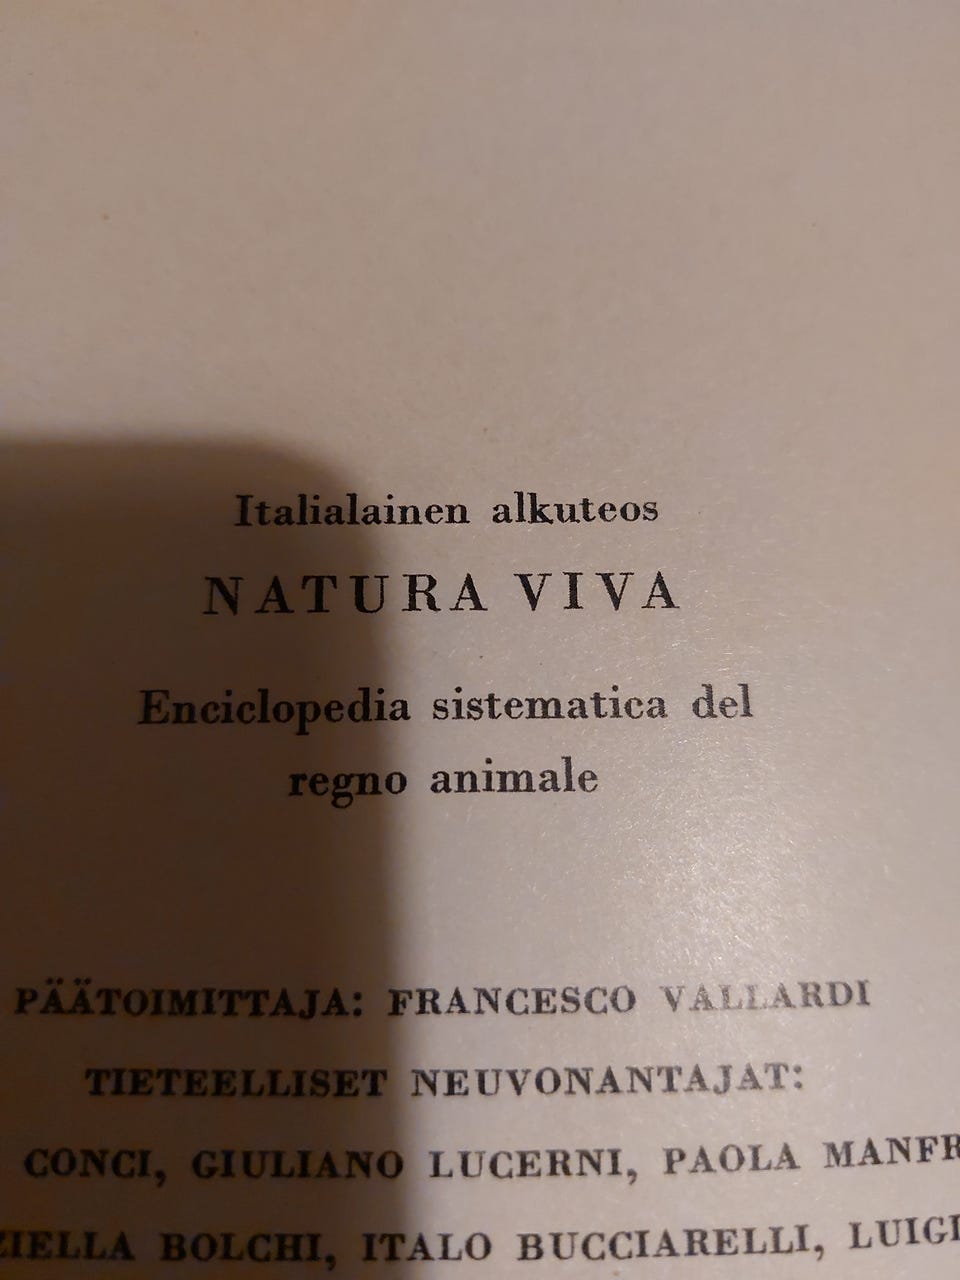 Italialainen alkuteos
NATURA VIVA
Enciclopedia sistematica del
regno animale
PÄÄTOIMITTAJA: FRANCESCO VALLARDI
TIETEELLISET NEUVONANTAJAT:
CONCI, GIULIANO LUCERNI, PAOLA
BOLCHI, ITALO BUCCIARELLI, LUIGI